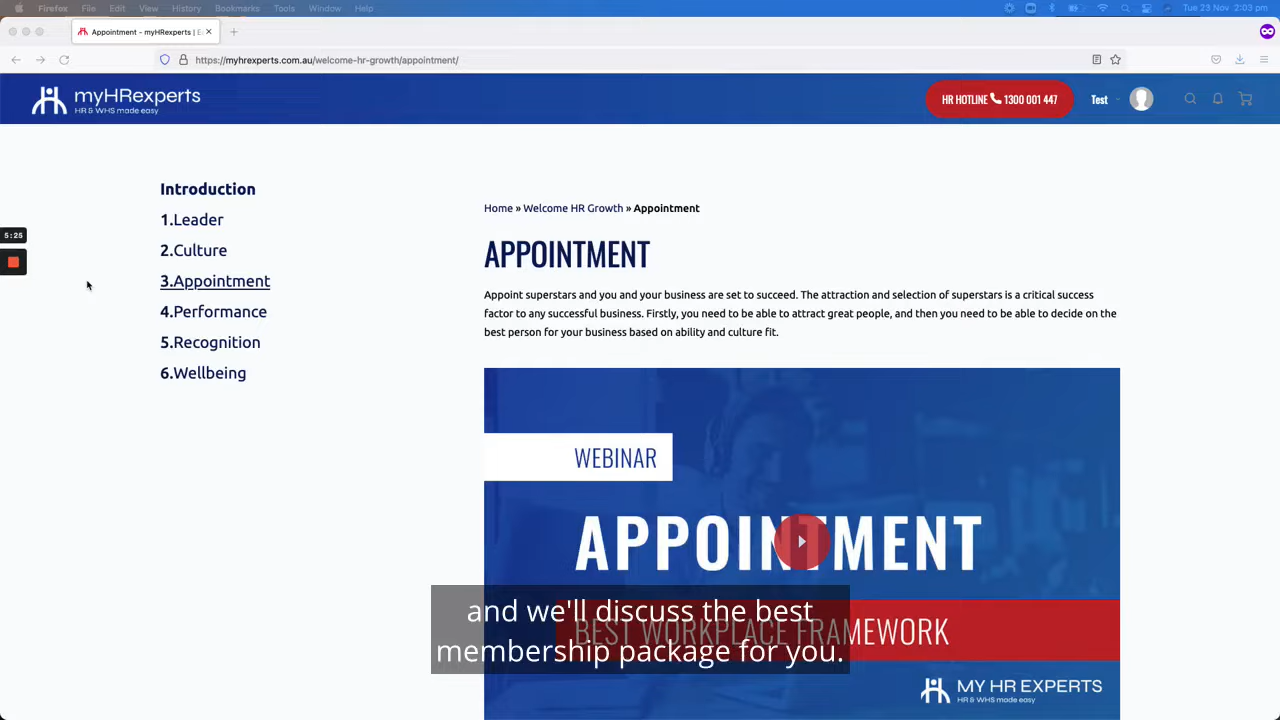 Firefox File Edit View History Bookmarks Tools Window Help
Tue 23 Nov 2:03 pm
Appointment - myHRexperts | E
https://myhrexperts.com.au/welcome-hr-growth/appointment/
myHRexperts
HR & WHS made easy
HR HOTLINE 1300 001 447
Test
Introduction
1.Leader
2.Culture
3.Appointment
4.Performance
5.Recognition
6.Wellbeing
5:25
Home » Welcome HR Growth » Appointment
APPOINTMENT
Appoint superstars and you and your business are set to succeed. The attraction and selection of superstars is a critical success
factor to any successful business. Firstly, you need to be able to attract great people, and then you need to be able to decide on the
best person for your business based on ability and culture fit.
WEBINAR
APPOINTMENT
BEST WORKPLACE FRAMEWORK
MY HR EXPERTS
HR & WHS made easy
and we'll discuss the best
membership package for you.